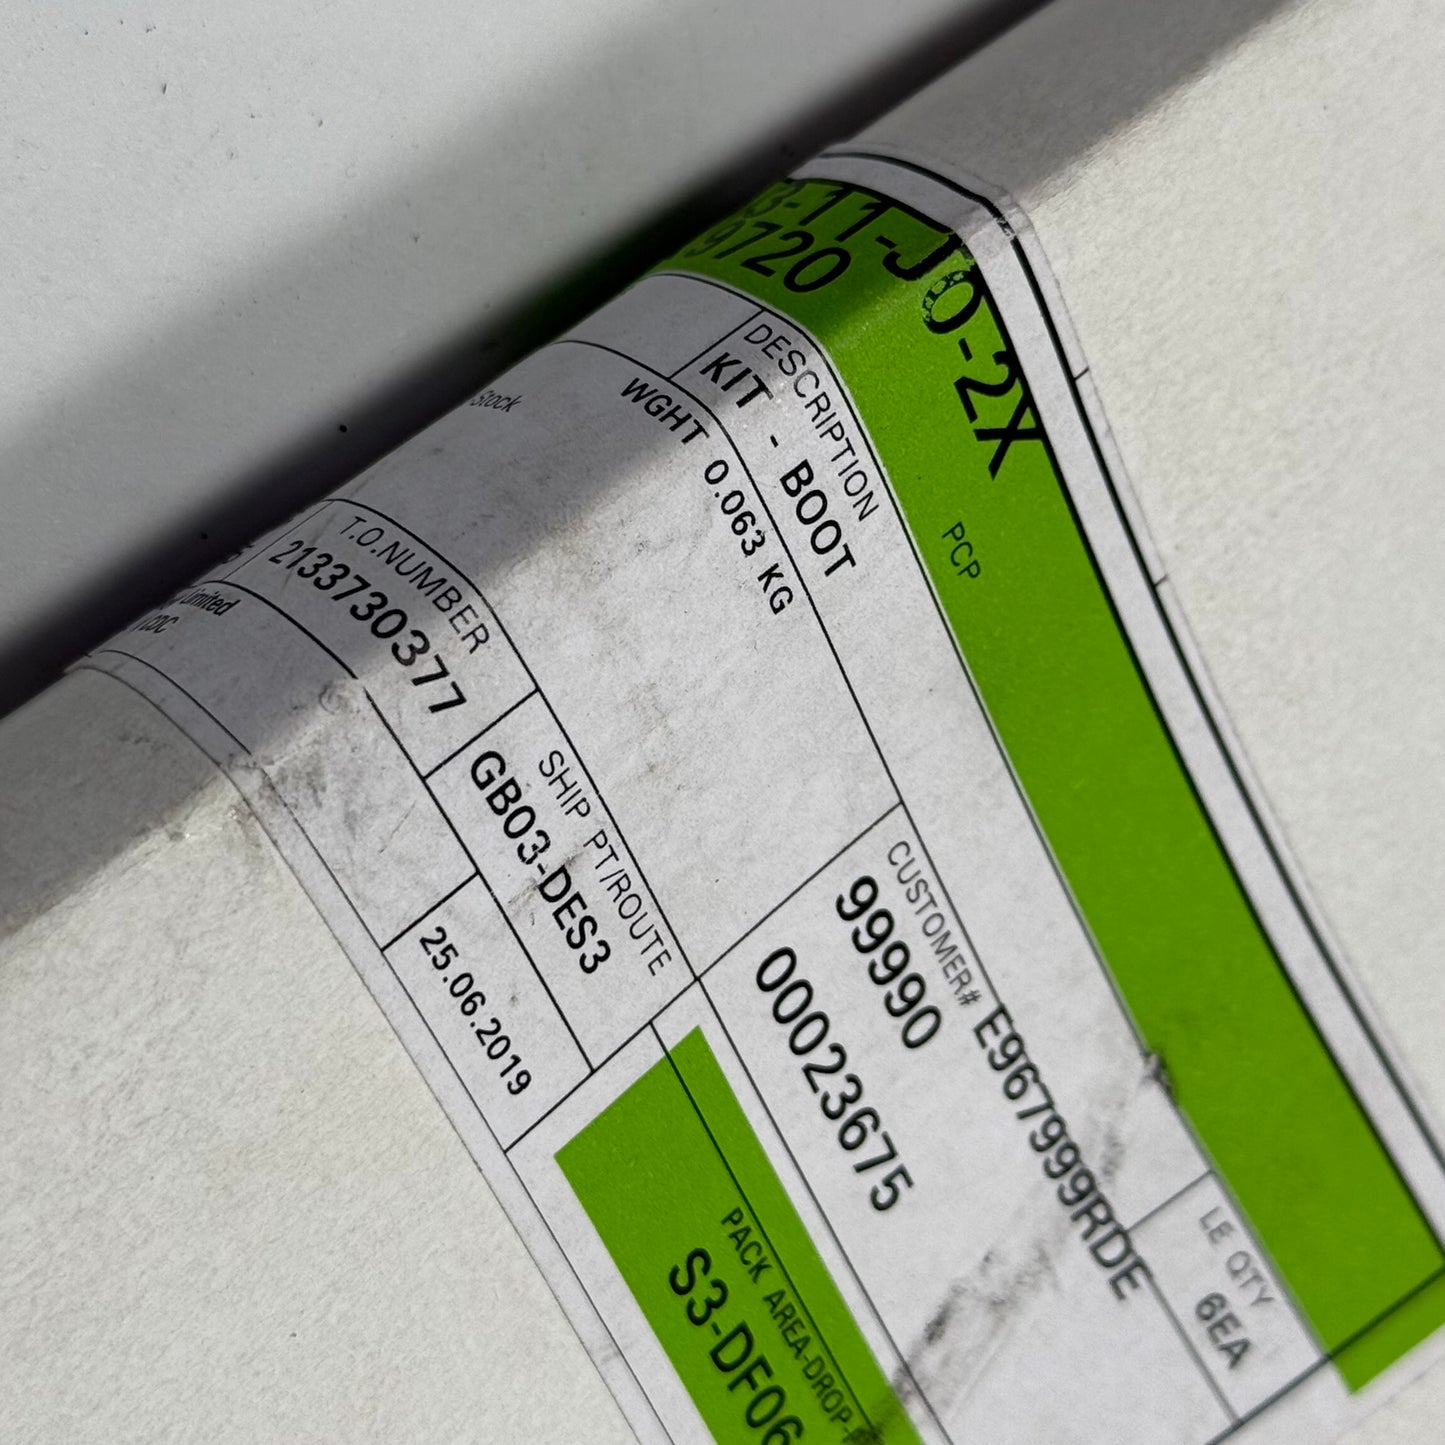 -11-J0-2X
9720
PCP
DESCRIPTION
KIT - BOOT
WGHT 0.063 KG
Stock
CUSTOMER# E967999RDE
99990
00023675
LE QTY
6EA
T.O.NUMBER
2133730377
SHIP PT/ROUTE
GB03-DES3
Limited
CDC
25.06.2019
PACK AREA-DROP-
S3-DF06